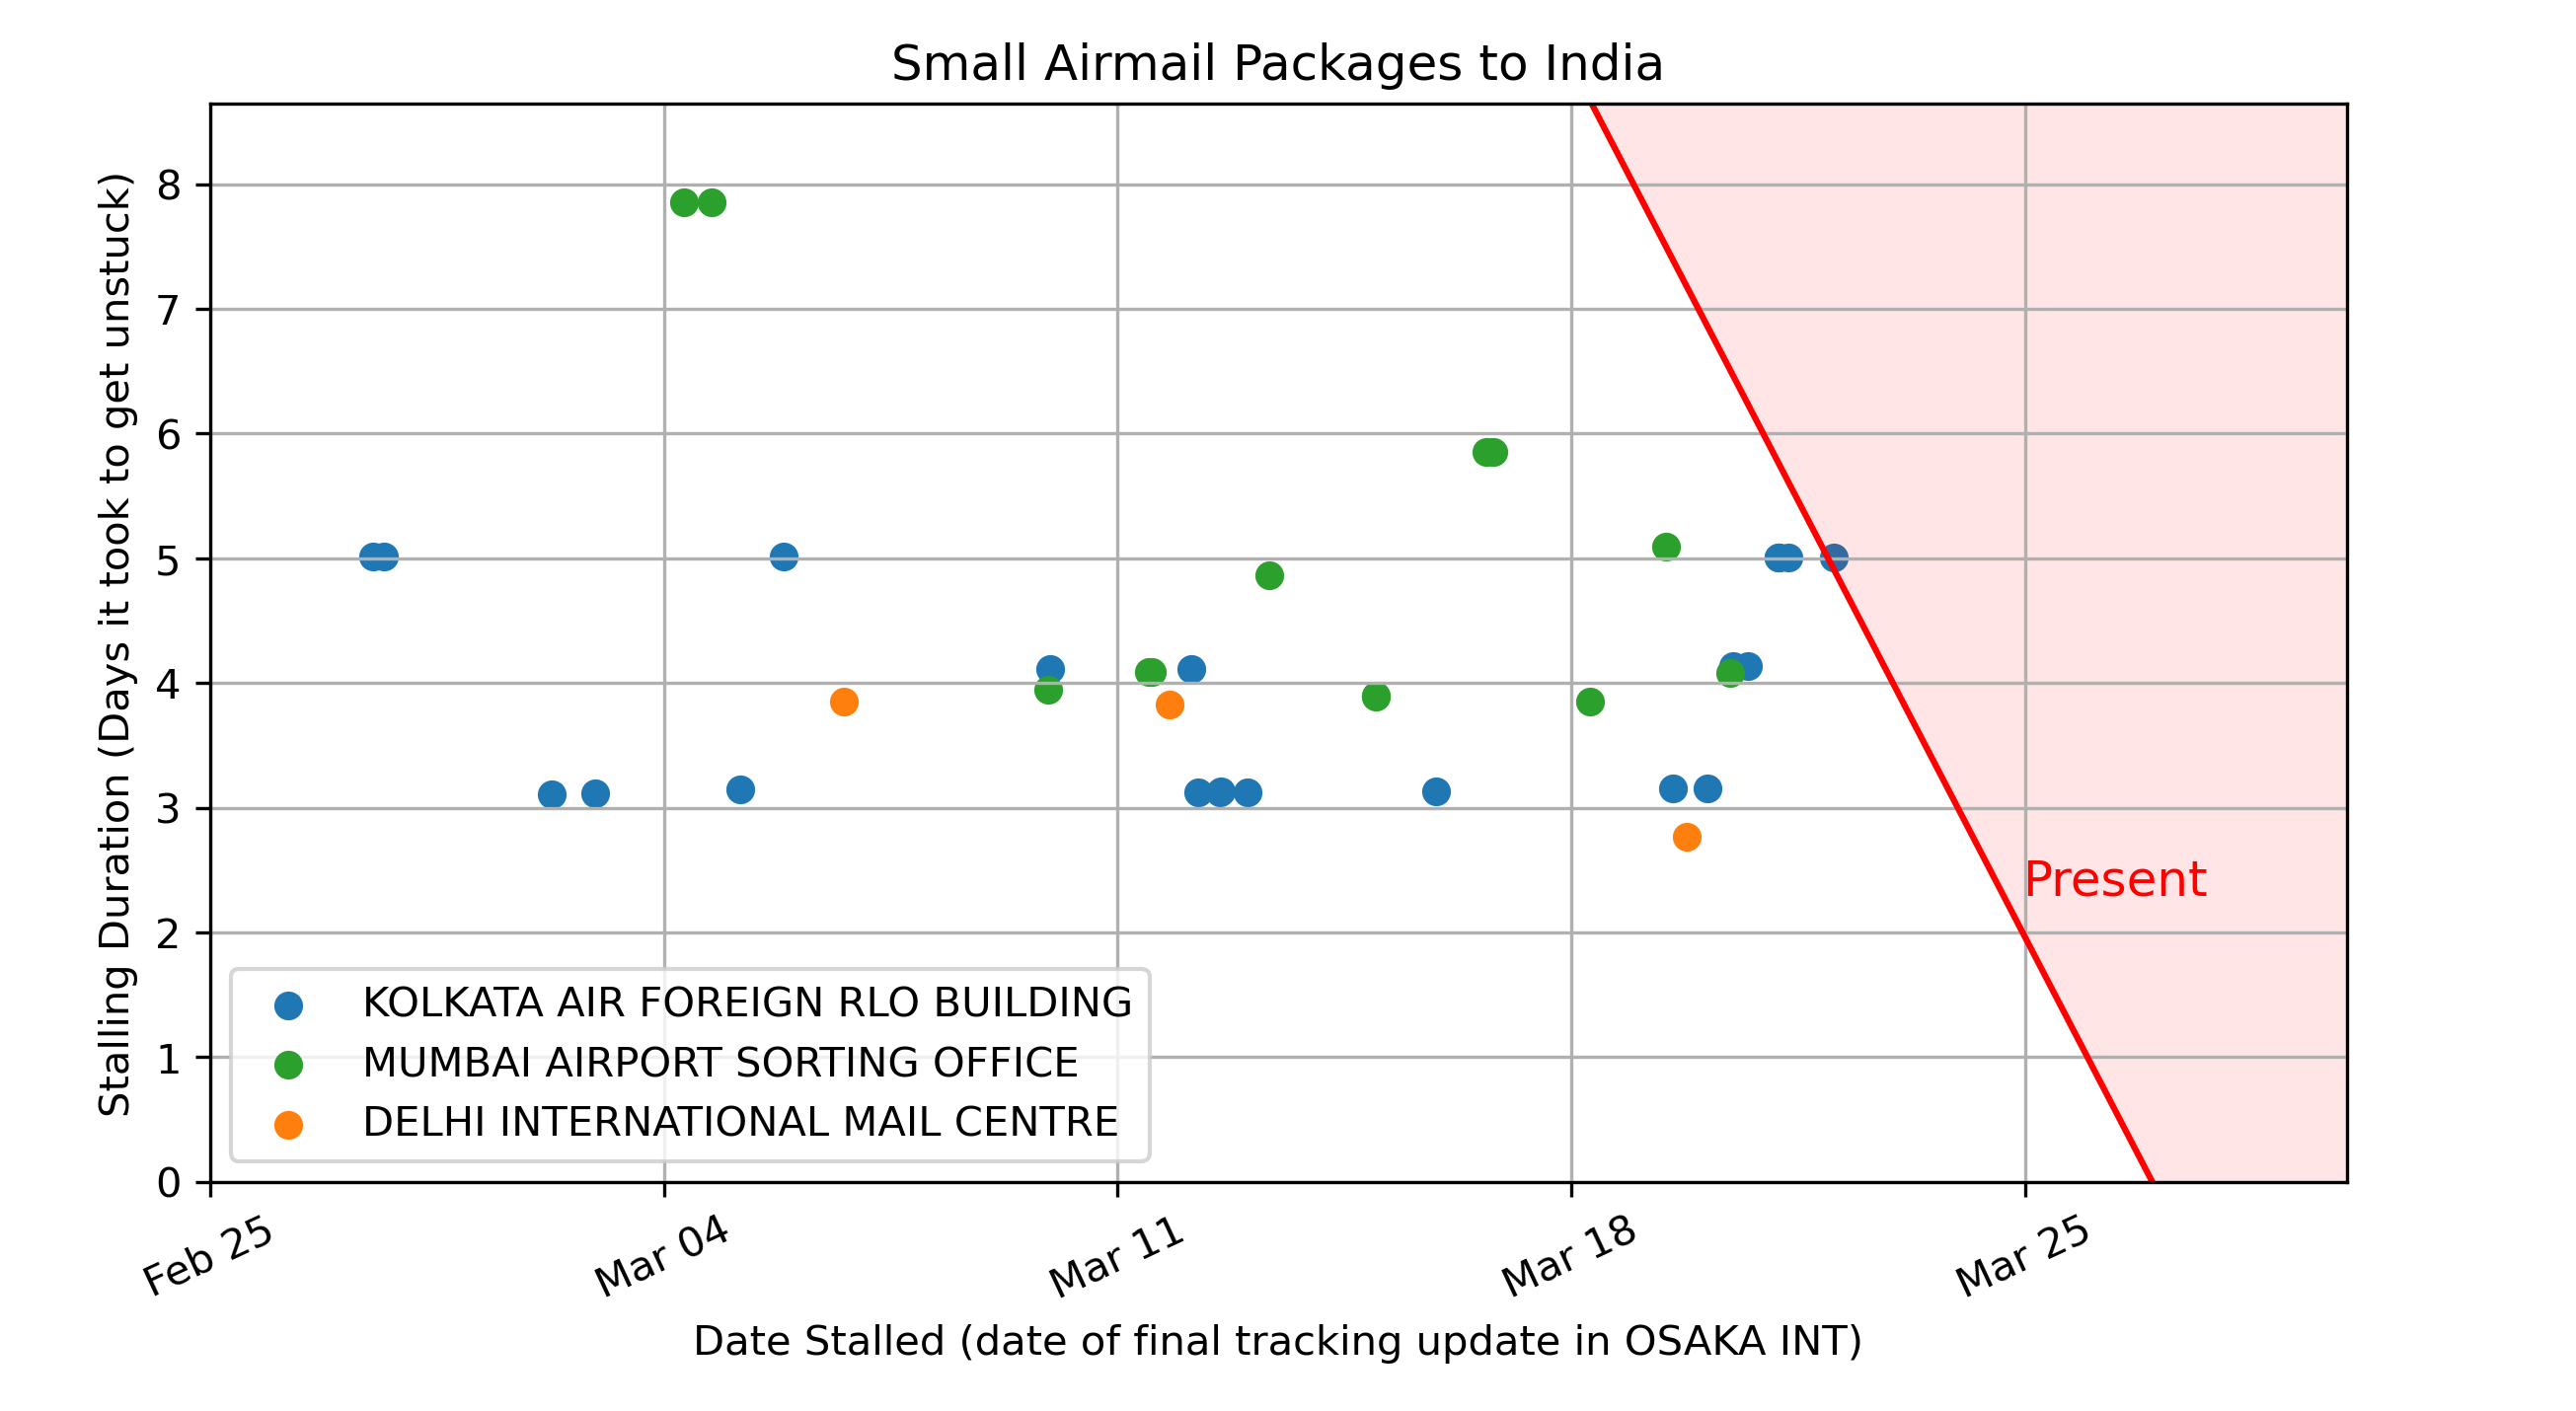 Small Airmail Packages to India
Stalling Duration (Days it took to get unstuck)
8
7
6
5
4
3
2
1
0
Present
KOLKATA AIR FOREIGN RLO BUILDING
MUMBAI AIRPORT SORTING OFFICE
DELHI INTERNATIONAL MAIL CENTRE
Feb 25
Mar 04
Mar 11
Mar 18
Mar 25
Date Stalled (date of final tracking update in OSAKA INT)